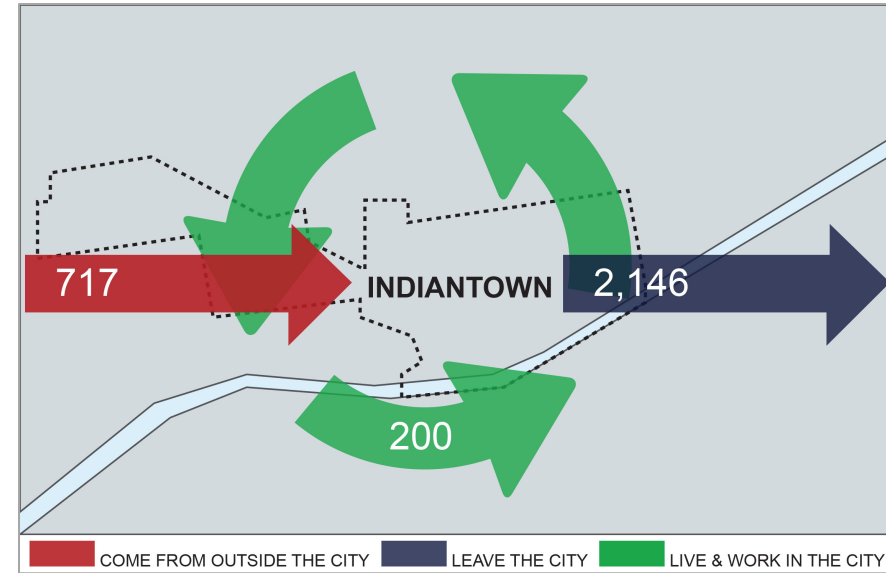 717
INDIANTOWN
2,146
200
COME FROM OUTSIDE THE CITY
LEAVE THE CITY
LIVE & WORK IN THE CITY